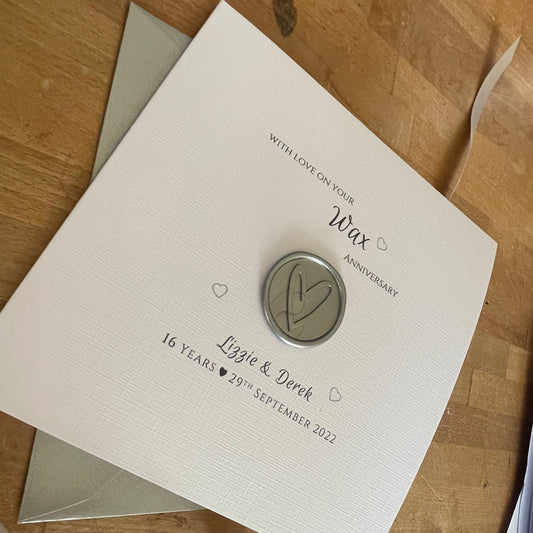 WITH LOVE ON YOUR
Wax
ANNIVERSARY
Lizzie & Derek
16 YEARS ♥ 29TH SEPTEMBER 2022